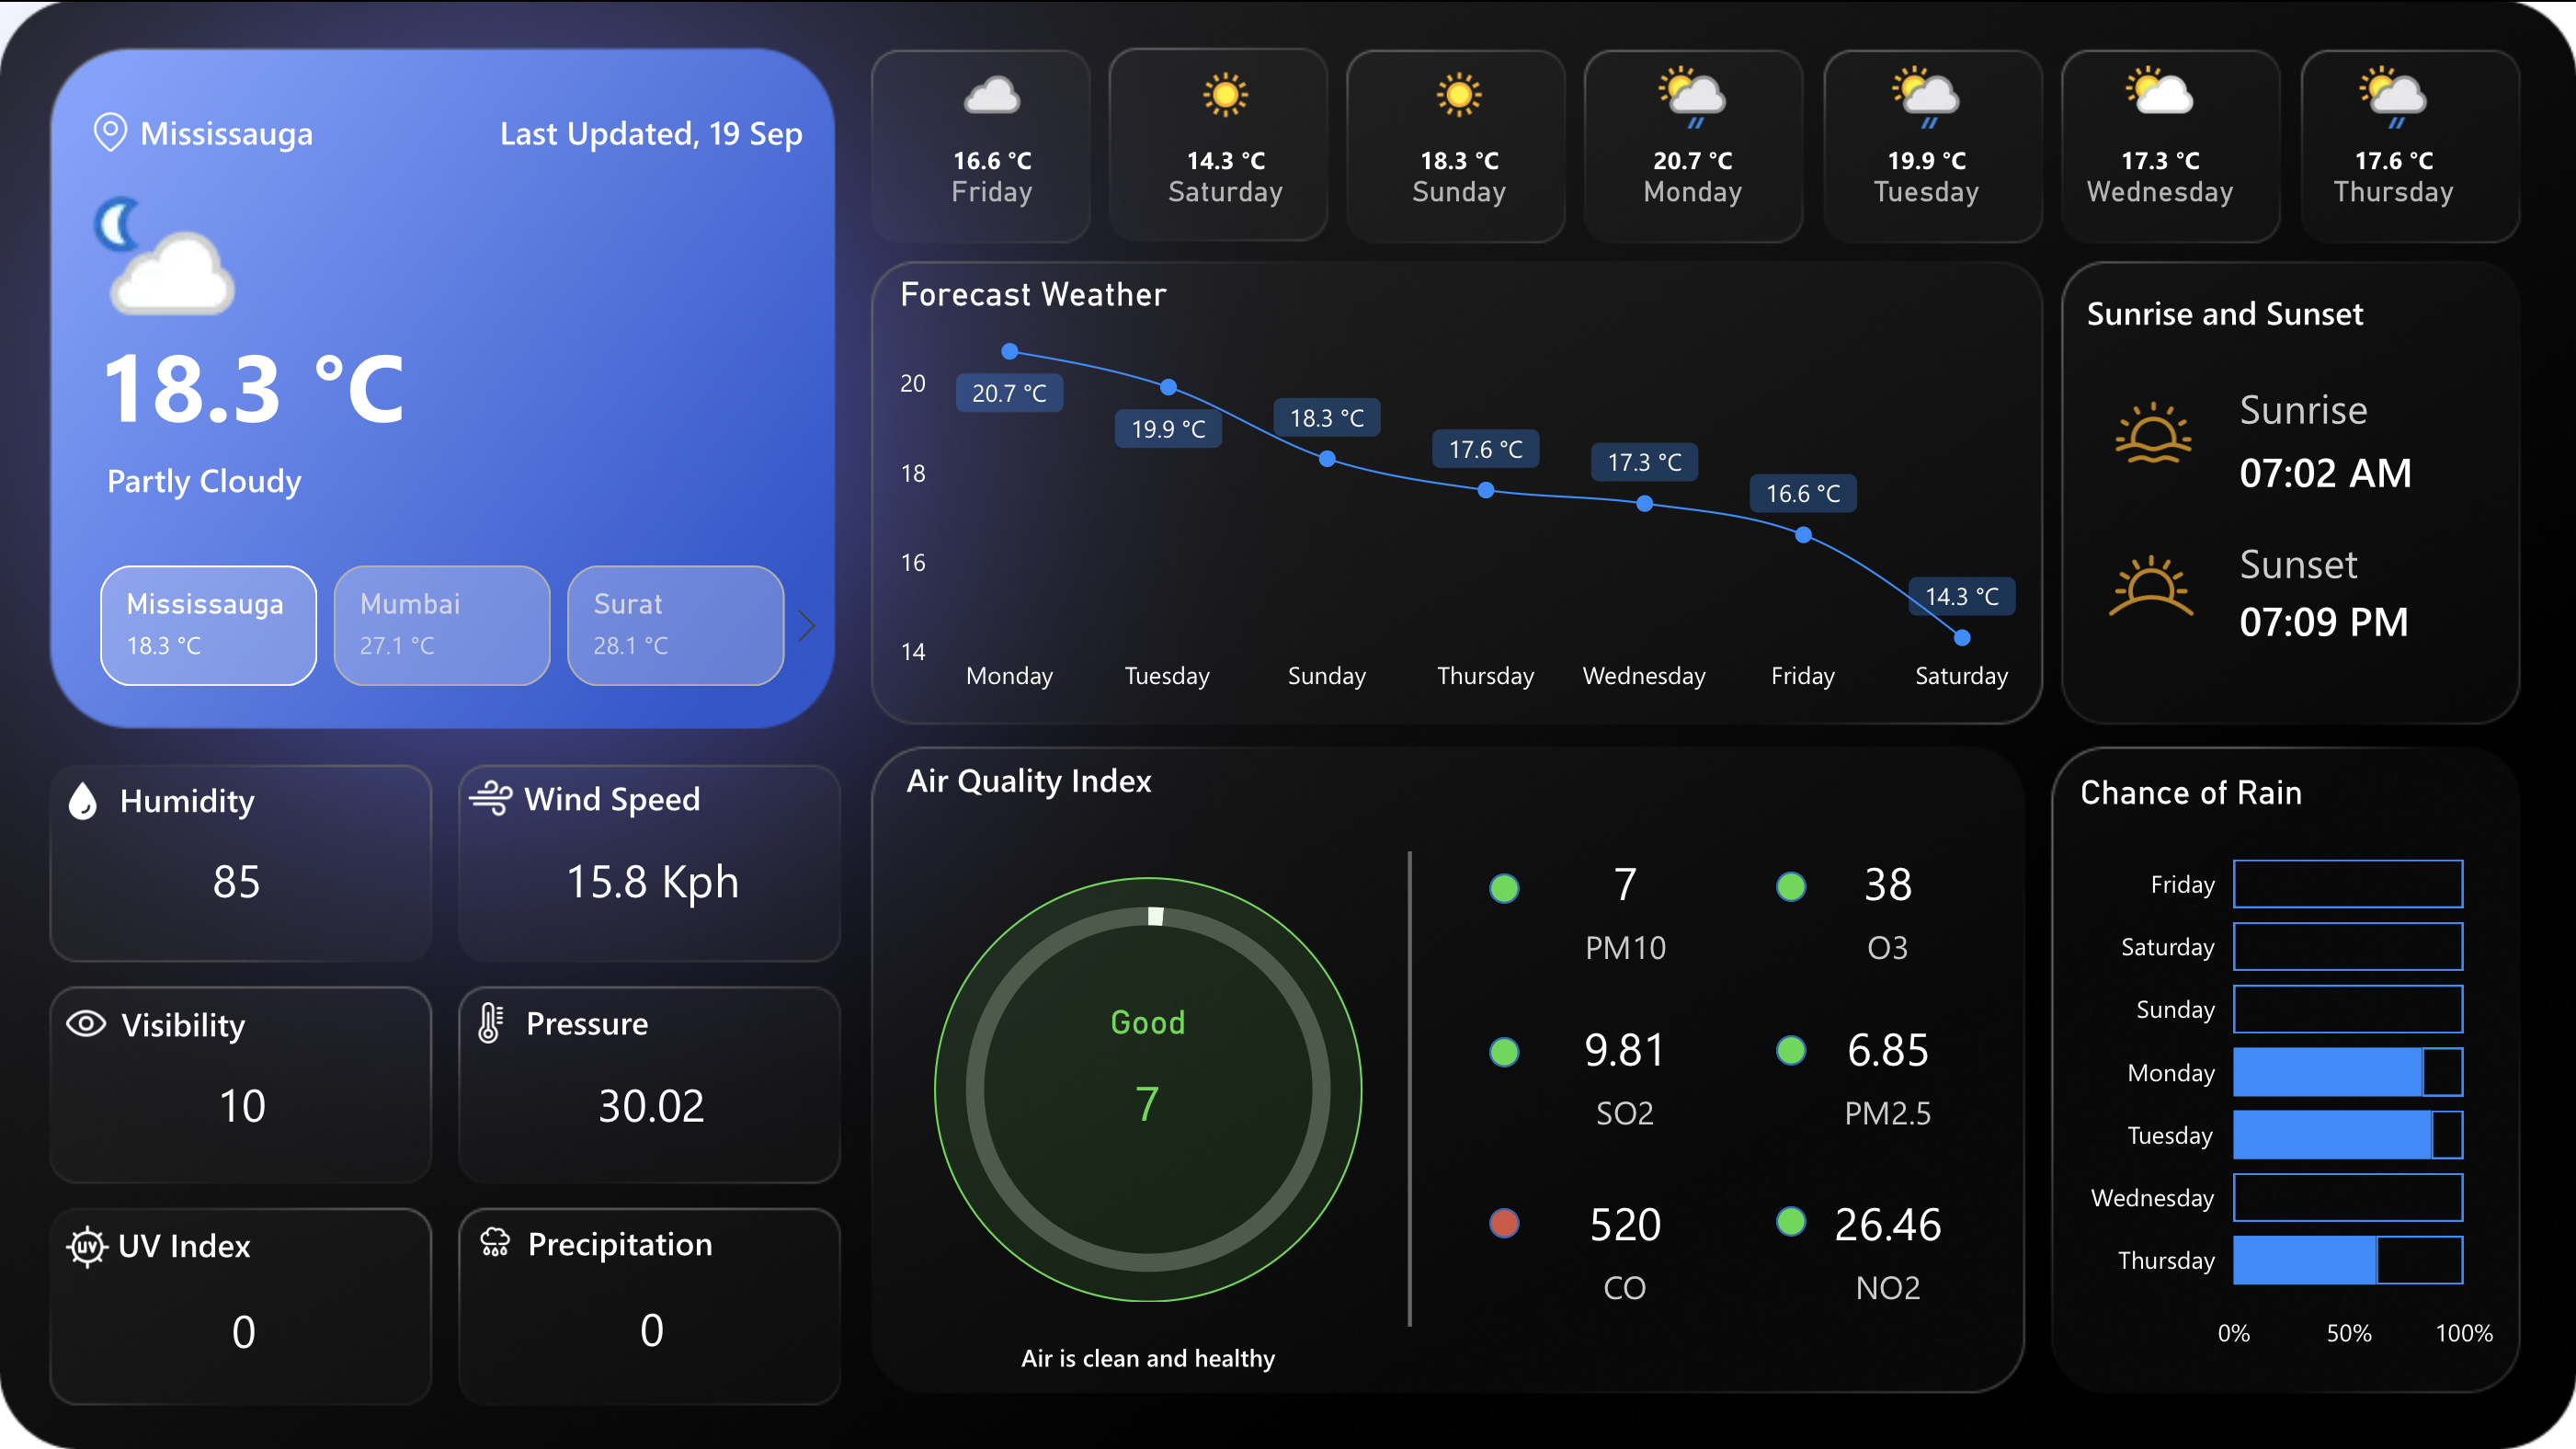 Mississauga
Last Updated, 19 Sep
18.3 °C
Partly Cloudy
Mississauga
18.3 °C
Mumbai
27.1 °C
Surat
28.1 °C
16.6 °C
Friday
14.3 °C
Saturday
18.3 °C
Sunday
20.7 °C
Monday
19.9 °C
Tuesday
17.3 °C
Wednesday
17.6 °C
Thursday
Forecast Weather
20
18
16
14
20.7 °C
19.9 °C
18.3 °C
17.6 °C
17.3 °C
16.6 °C
14.3 °C
Monday
Tuesday
Sunday
Thursday
Wednesday
Friday
Saturday
Sunrise and Sunset
Sunrise
07:02 AM
Sunset
07:09 PM
Humidity
85
Wind Speed
15.8 Kph
Visibility
10
Pressure
30.02
UV
UV Index
0
Precipitation
0
Air Quality Index
Good
7
Air is clean and healthy
7
PM10
38
O3
9.81
SO2
6.85
PM2.5
520
CO
26.46
NO2
Chance of Rain
Friday
Saturday
Sunday
Monday
Tuesday
Wednesday
Thursday
0%
50%
100%